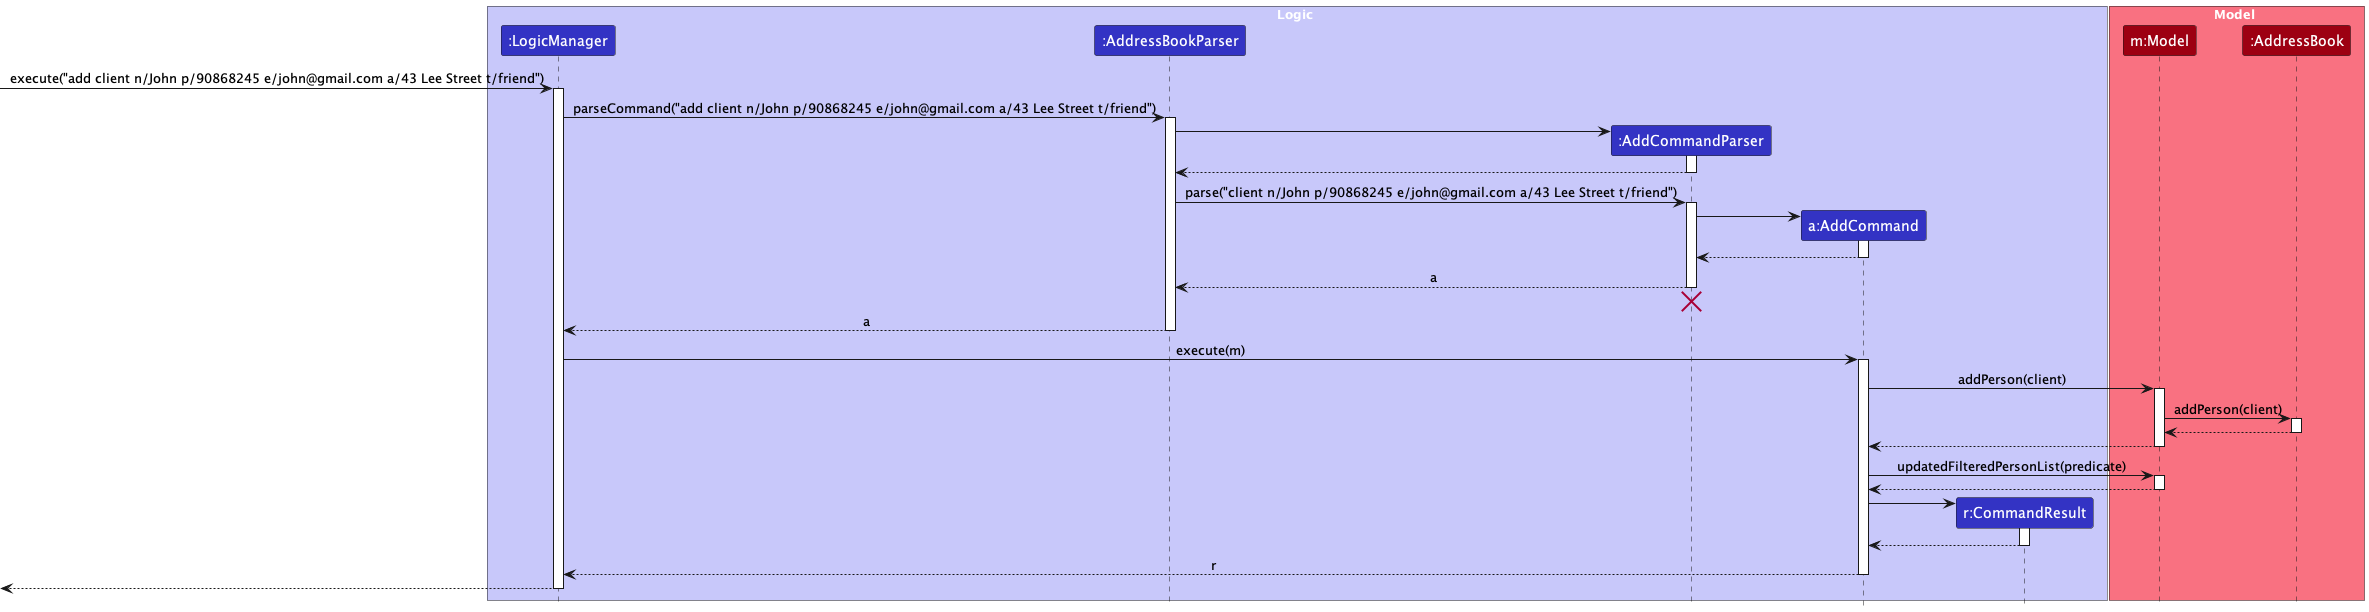 Logic
Model
:LogicManager
:AddressBookParser
m:Model
:AddressBook
execute("add client n/John p/90868245 e/john@gmail.com a/43 Lee Street t/friend")
parseCommand("add client n/John p/90868245 e/john@gmail.com a/43 Lee Street t/friend")
:AddCommandParser
parse("client n/John p/90868245 e/john@gmail.com a/43 Lee Street t/friend")
a:AddCommand
a
a
execute(m)
addPerson(client)
addPerson(client)
updatedFilteredPersonList(predicate)
r:CommandResult
r